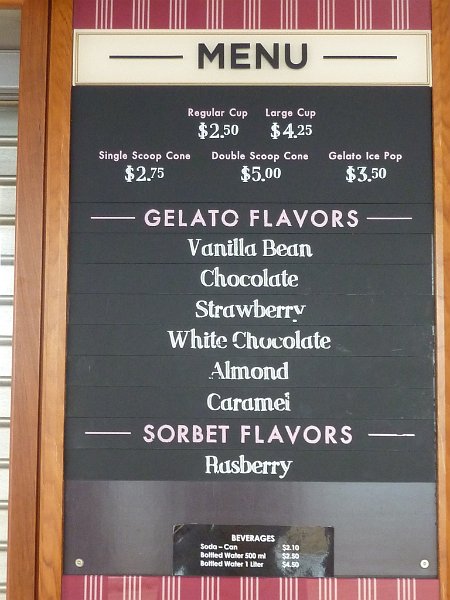 MENU
Regular Cup Large Cup
$2.50 $4.25
Single Scoop Cone Double Scoop Cone Gelato Ice Pop
$2.75 $5.00 $3.50
GELATO FLAVORS
Vanilla Bean
Chocolate
Strawberry
White Chocolate
Almond
Caramel
SORBET FLAVORS
Rasberry
BEVERAGES
Soda – Can $2.10
Bottled Water 500 ml $2.50
Bottled Water 1 Liter $4.50